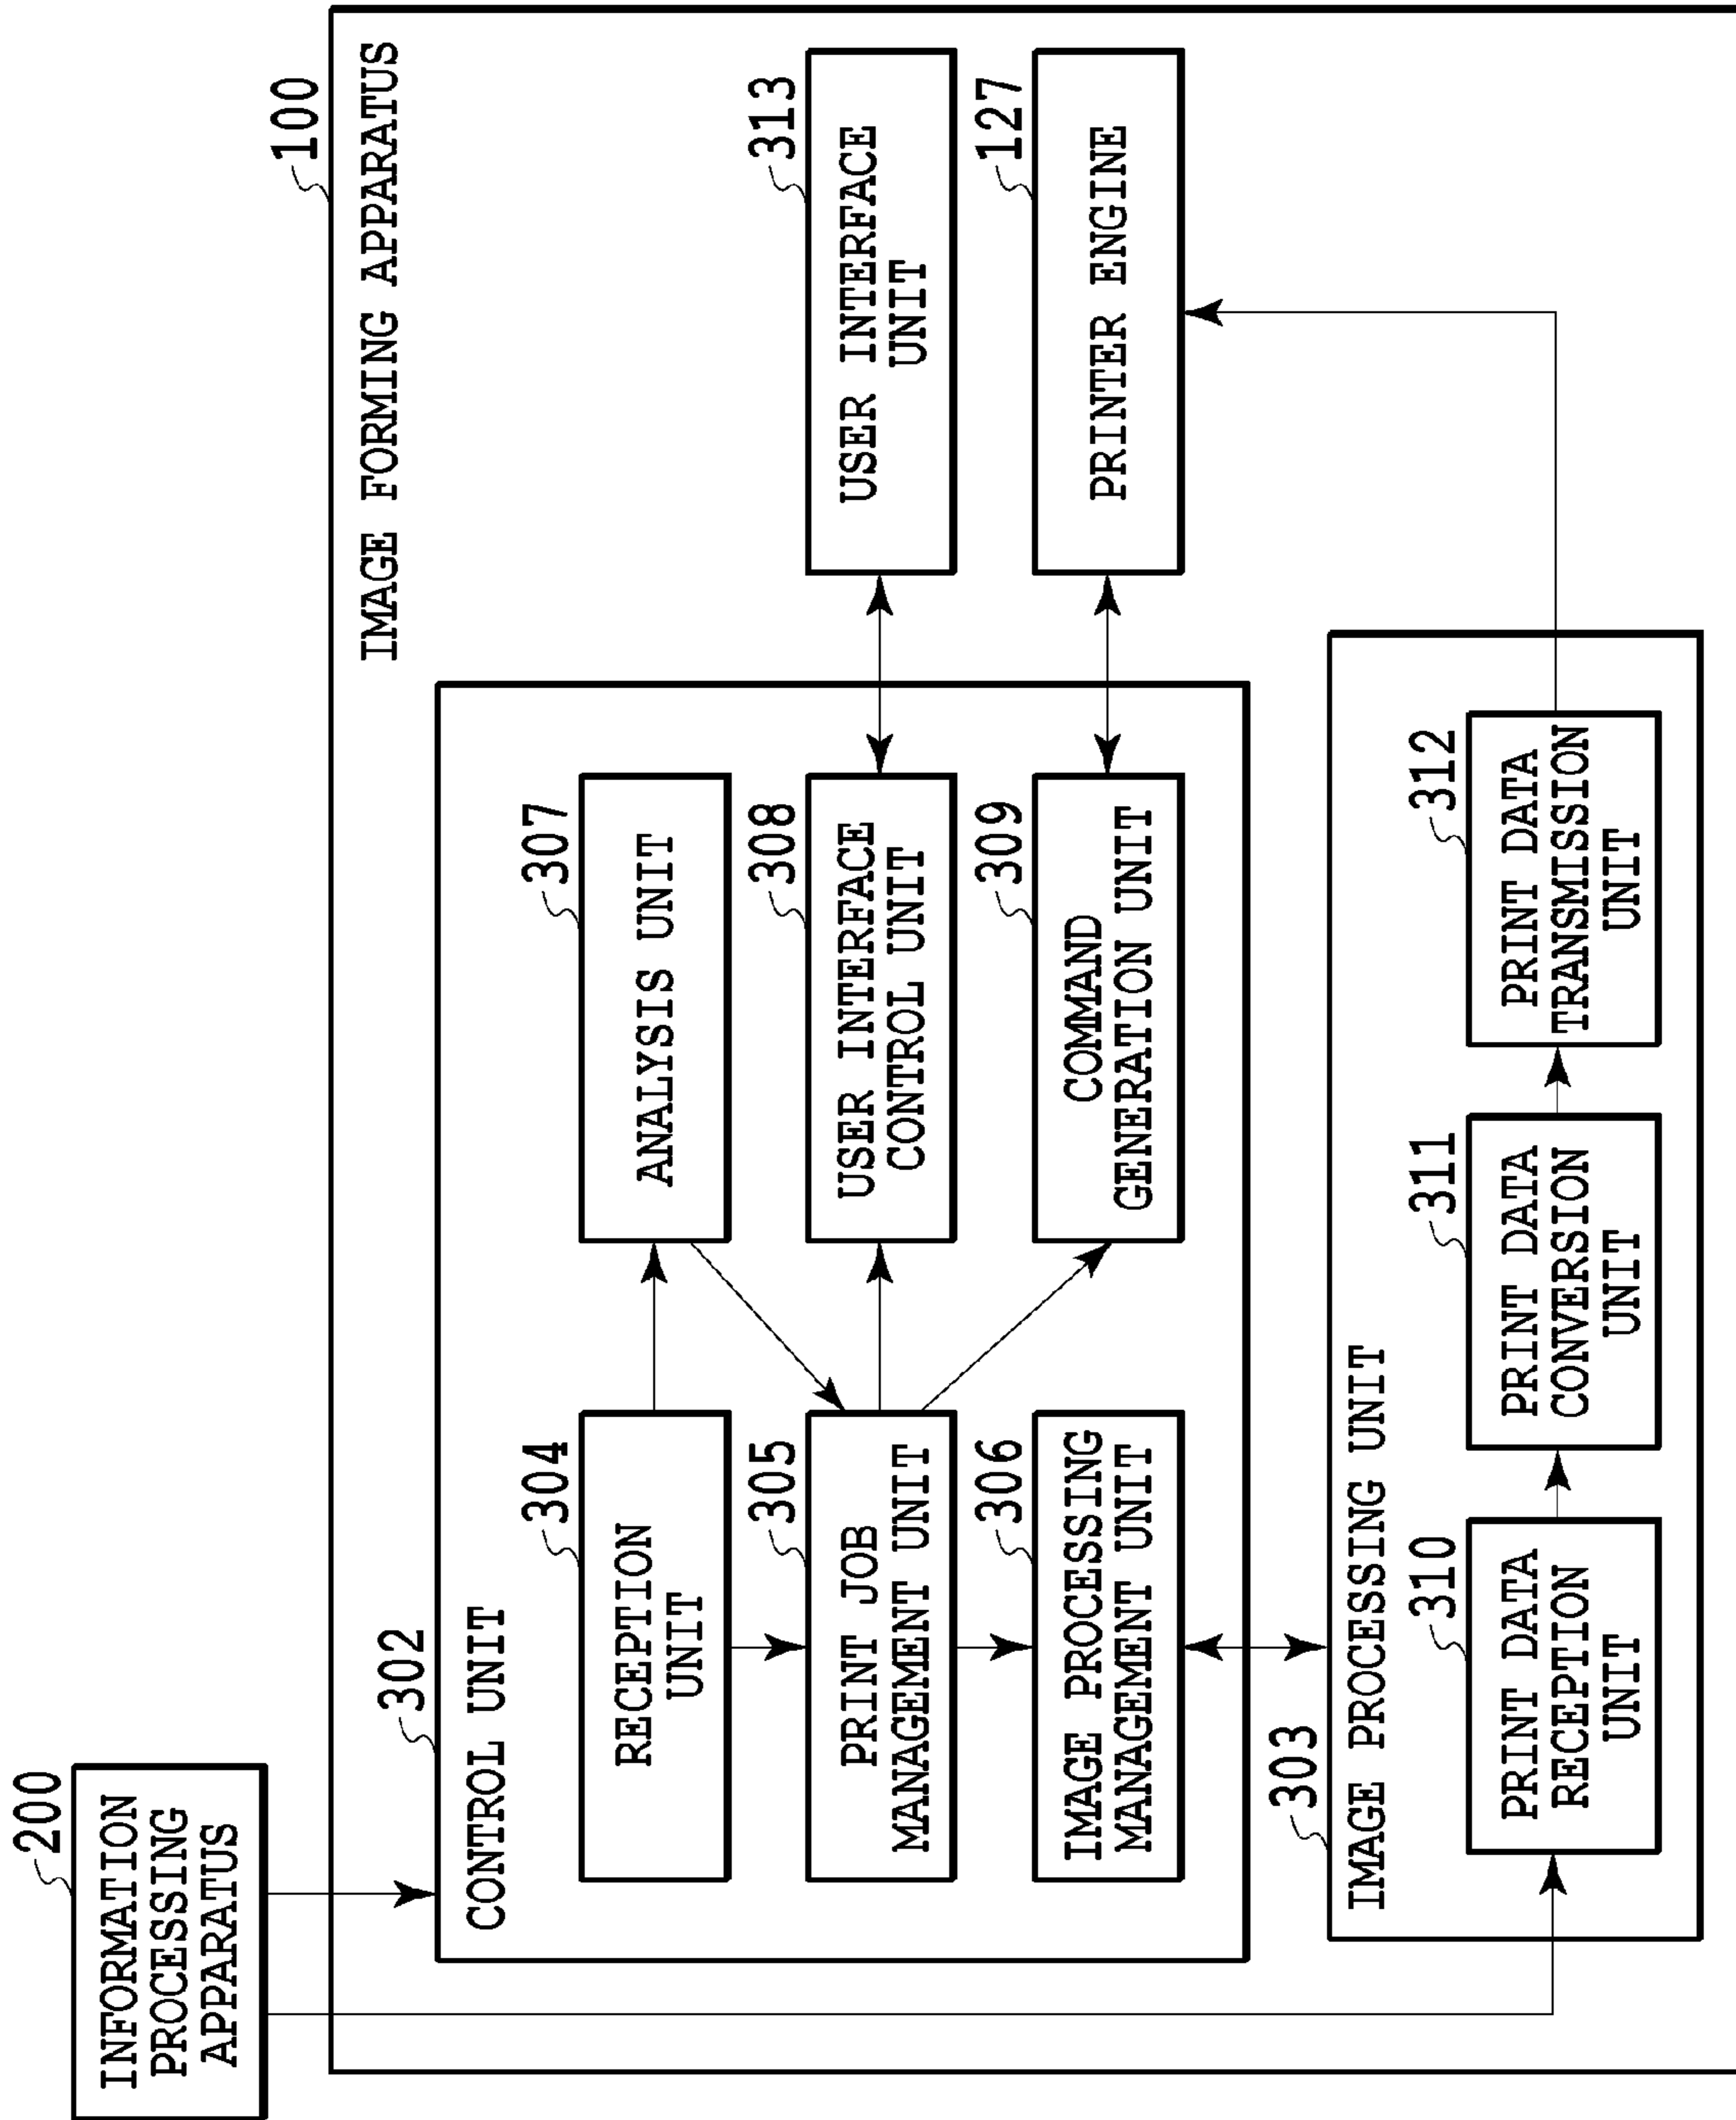 200
INFORMATION
PROCESSING
APPARATUS
100
IMAGE FORMING APPARATUS
302
CONTROL UNIT
304
RECEPTION
UNIT
307
ANALYSIS UNIT
305
PRINT JOB
MANAGEMENT UNIT
308
USER INTERFACE
CONTROL UNIT
313
USER INTERFACE
UNIT
306
IMAGE PROCESSING
MANAGEMENT UNIT
309
COMMAND
GENERATION UNIT
127
PRINTER ENGINE
303
IMAGE PROCESSING UNIT
310
PRINT DATA
RECEPTION
UNIT
311
PRINT DATA
CONVERSION
UNIT
312
PRINT DATA
TRANSMISSION
UNIT